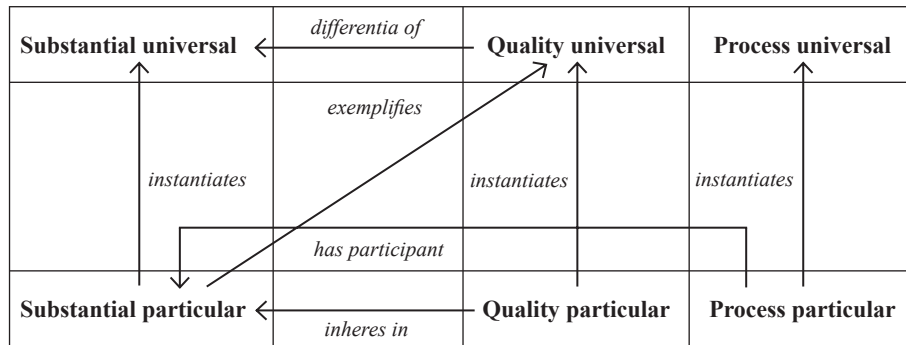 differentia of
Substantial universal Quality universal Process universal
exemplifies
instantiates instantiates instantiates
has participant
Substantial particular Quality particular Process particular
inheres in